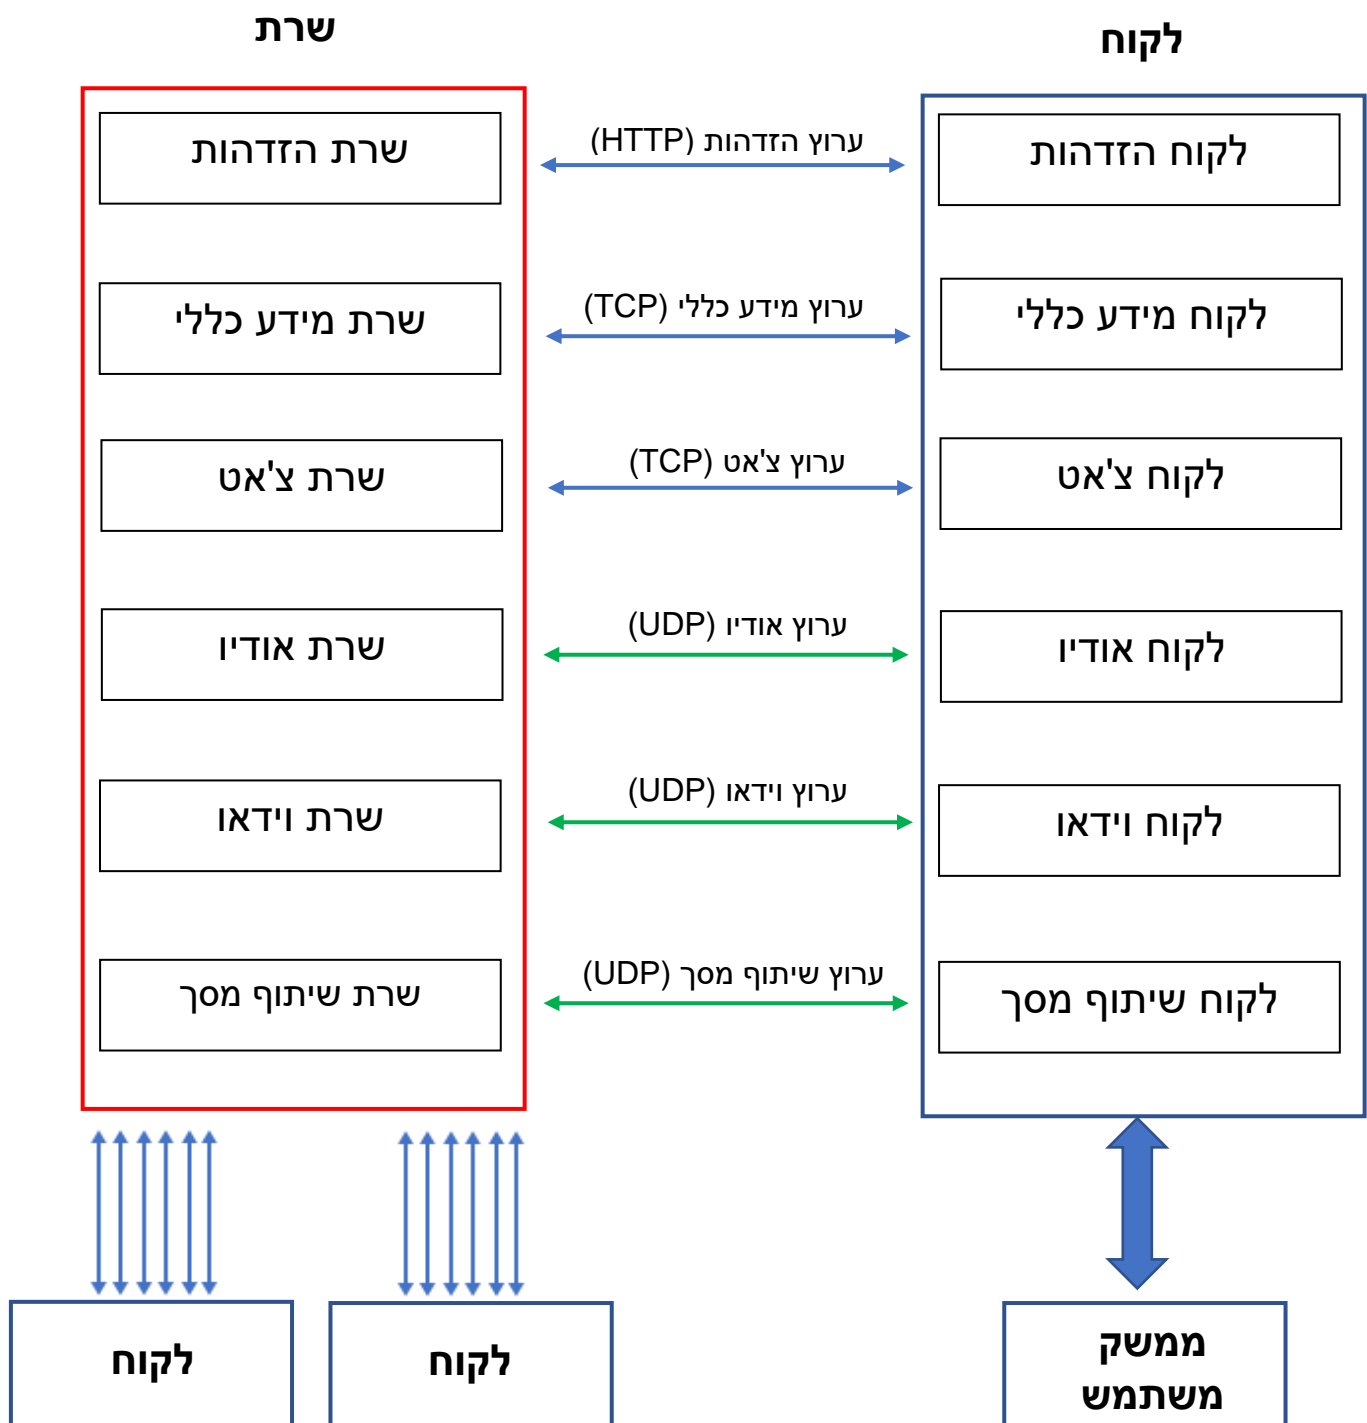 לקוח
שרת
לקוח הזדהות
ערוץ הזדהות (HTTP)
שרת הזדהות
לקוח מידע כללי
ערוץ מידע כללי (TCP)
שרת מידע כללי
לקוח צ'אט
ערוץ צ'אט (TCP)
שרת צ'אט
לקוח אודיו
ערוץ אודיו (UDP)
שרת אודיו
לקוח וידאו
ערוץ וידאו (UDP)
שרת וידאו
לקוח שיתוף מסך
ערוץ שיתוף מסך (UDP)
שרת שיתוף מסך
ממשק
משתמש
לקוח
לקוח